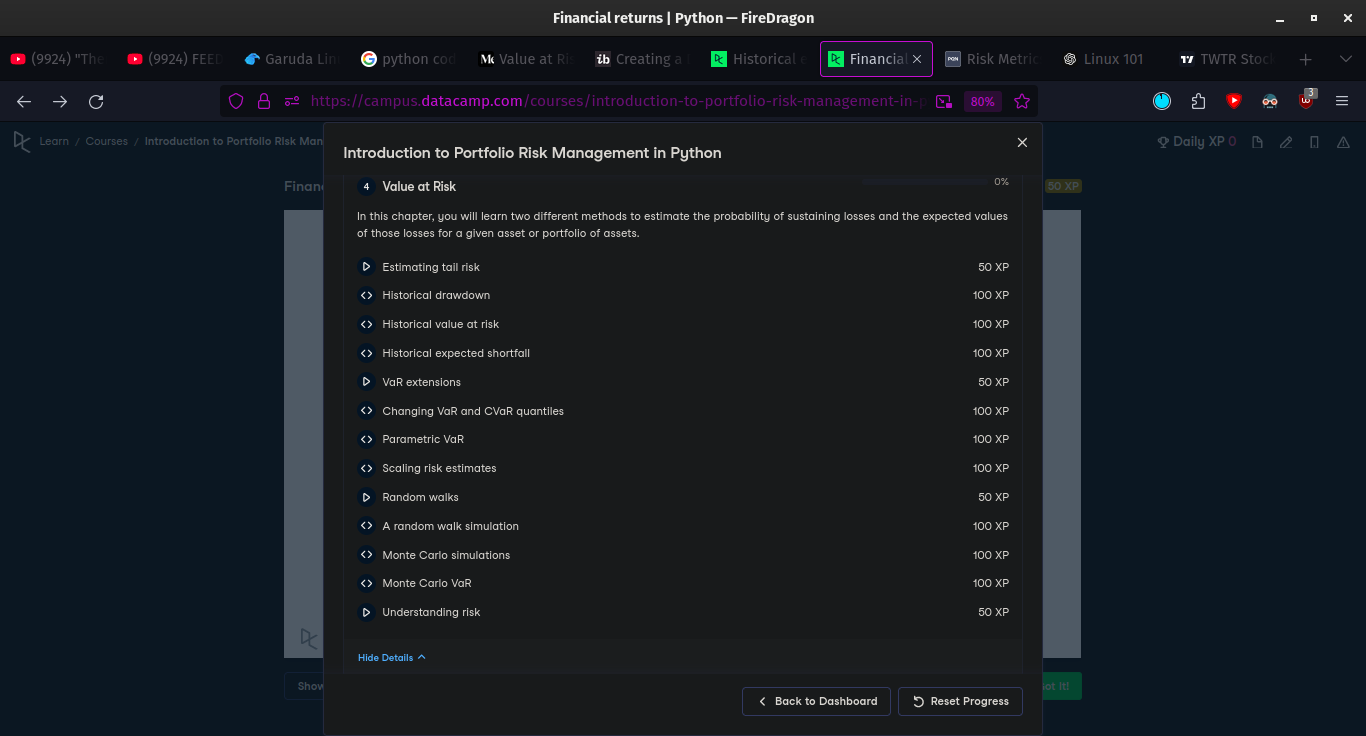 Financial returns | Python — FireDragon
(9924) "The
(9924) FEED
Garuda Lin
python cod
Value at Ris
Creating a
Historical e
Financial
Risk Metric
Linux 101
TWTR Stock
https://campus.datacamp.com/courses/introduction-to-portfolio-risk-management-in-p
80%
3
Learn / Courses / Introduction to Portfolio Risk Man
Daily XP 0
Introduction to Portfolio Risk Management in Python
Financ
50 XP
4 Value at Risk 0%
In this chapter, you will learn two different methods to estimate the probability of sustaining losses and the expected values
of those losses for a given asset or portfolio of assets.
Estimating tail risk 50 XP
Historical drawdown 100 XP
Historical value at risk 100 XP
Historical expected shortfall 100 XP
VaR extensions 50 XP
Changing VaR and CVaR quantiles 100 XP
Parametric VaR 100 XP
Scaling risk estimates 100 XP
Random walks 50 XP
A random walk simulation 100 XP
Monte Carlo simulations 100 XP
Monte Carlo VaR 100 XP
Understanding risk 50 XP
Hide Details
Show
ot It!
Back to Dashboard
Reset Progress